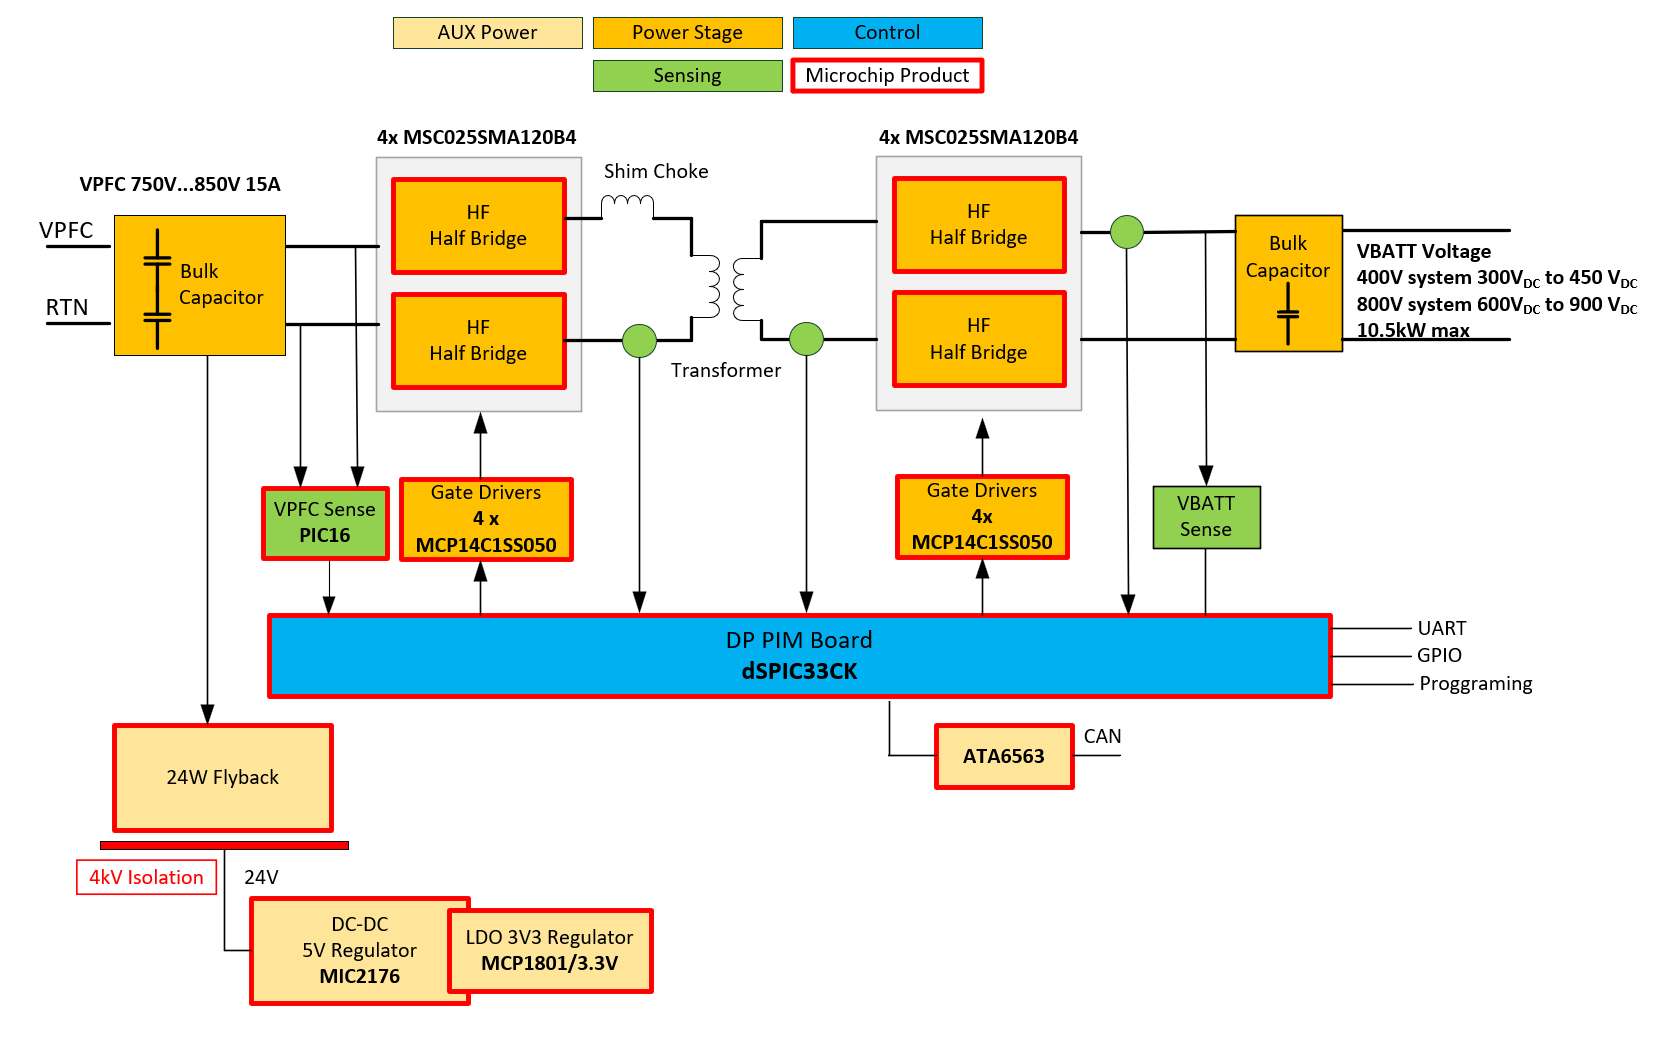 AUX Power
Power Stage
Control
Sensing
Microchip Product
4x MSC025SMA120B4
4x MSC025SMA120B4
Shim Choke
VPFC 750V...850V 15A
VPFC
RTN
Bulk
Capacitor
HF
Half Bridge
HF
Half Bridge
Transformer
HF
Half Bridge
HF
Half Bridge
Bulk
Capacitor
VBATT Voltage
400V system 300VDC to 450 VDC
800V system 600VDC to 900 VDC
10.5kW max
VPFC Sense
PIC16
Gate Drivers
4 x
MCP14C1SS050
Gate Drivers
4x
MCP14C1SS050
VBATT
Sense
DP PIM Board
dSPIC33CK
UART
GPIO
Proggraming
24W Flyback
ATA6563
CAN
4kV Isolation
24V
DC-DC
5V Regulator
MIC2176
LDO 3V3 Regulator
MCP1801/3.3V